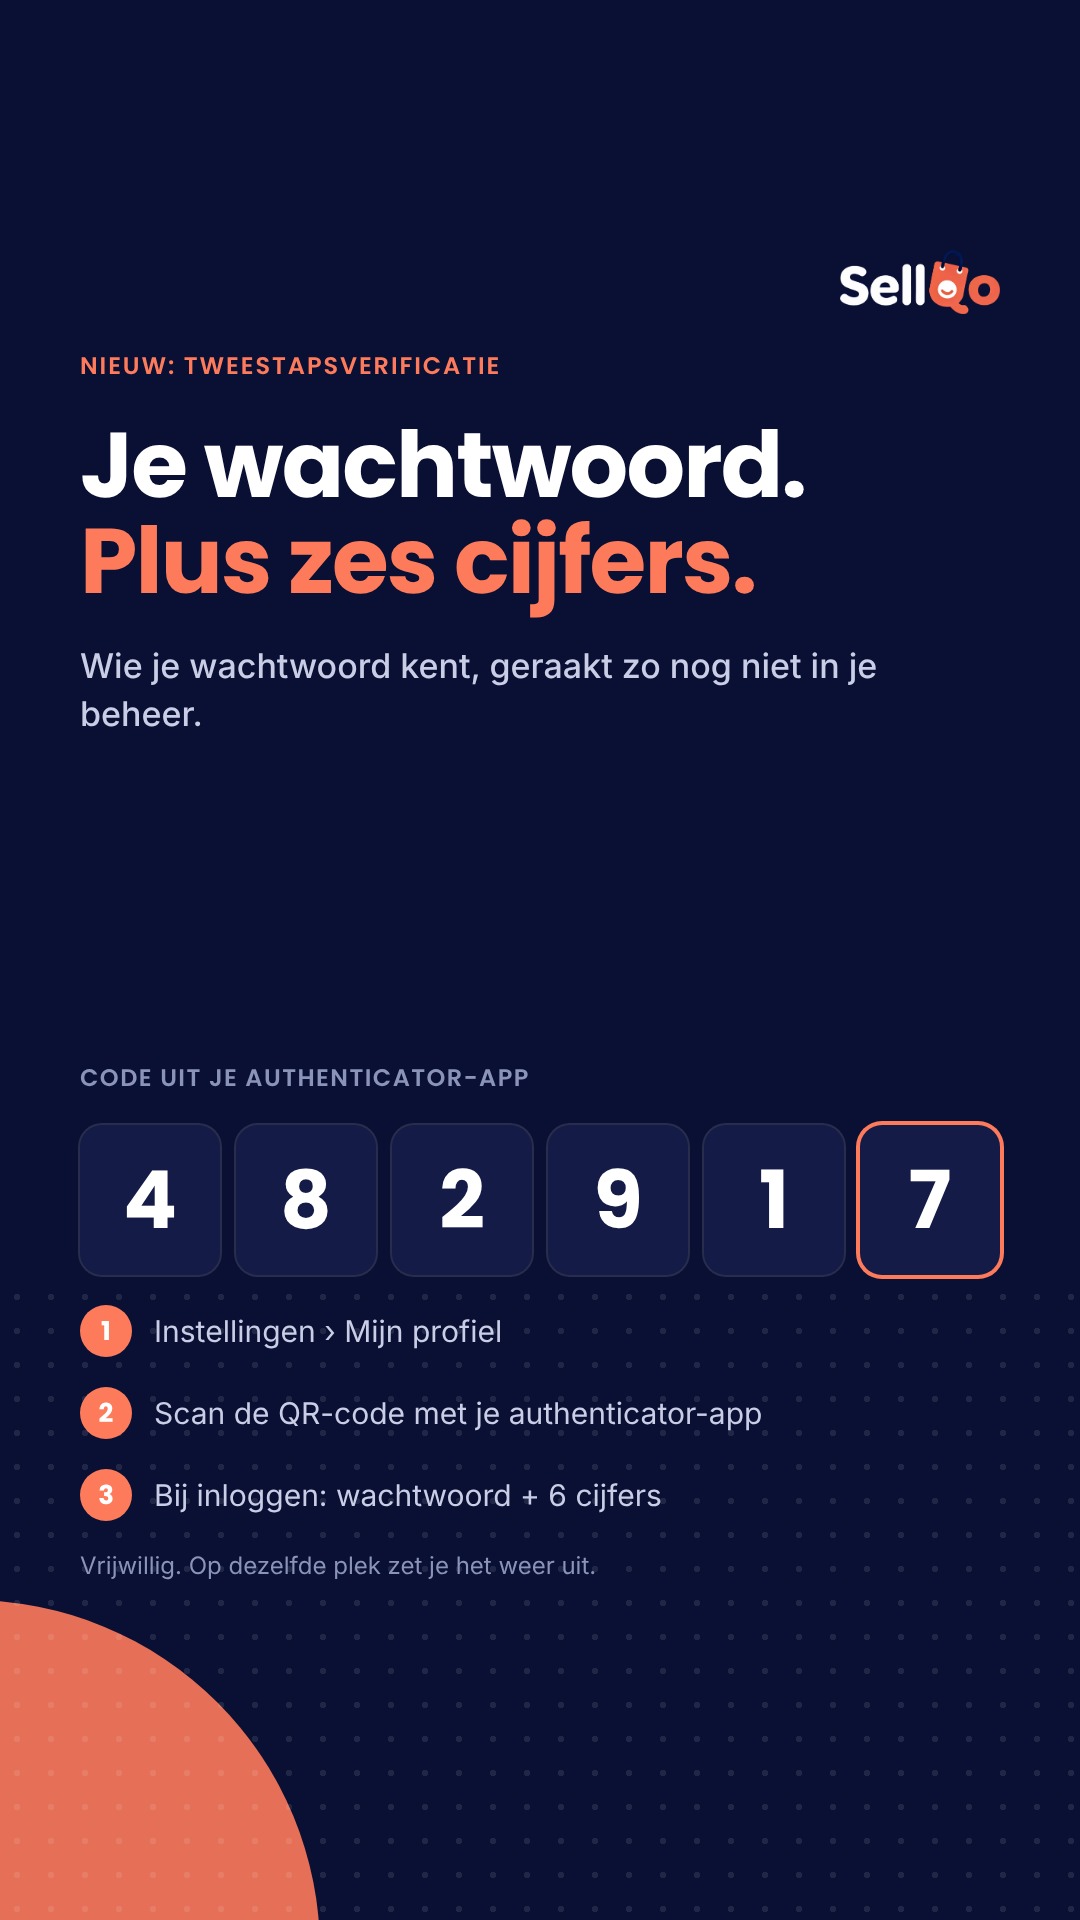 SellQo
NIEUW: TWEESTAPSVERIFICATIE
Je wachtwoord.
Plus zes cijfers.
Wie je wachtwoord kent, geraakt zo nog niet in je
beheer.
CODE UIT JE AUTHENTICATOR-APP
4 8 2 9 1 7
1 Instellingen › Mijn profiel
2 Scan de QR-code met je authenticator-app
3 Bij inloggen: wachtwoord + 6 cijfers
Vrijwillig. Op dezelfde plek zet je het weer uit.